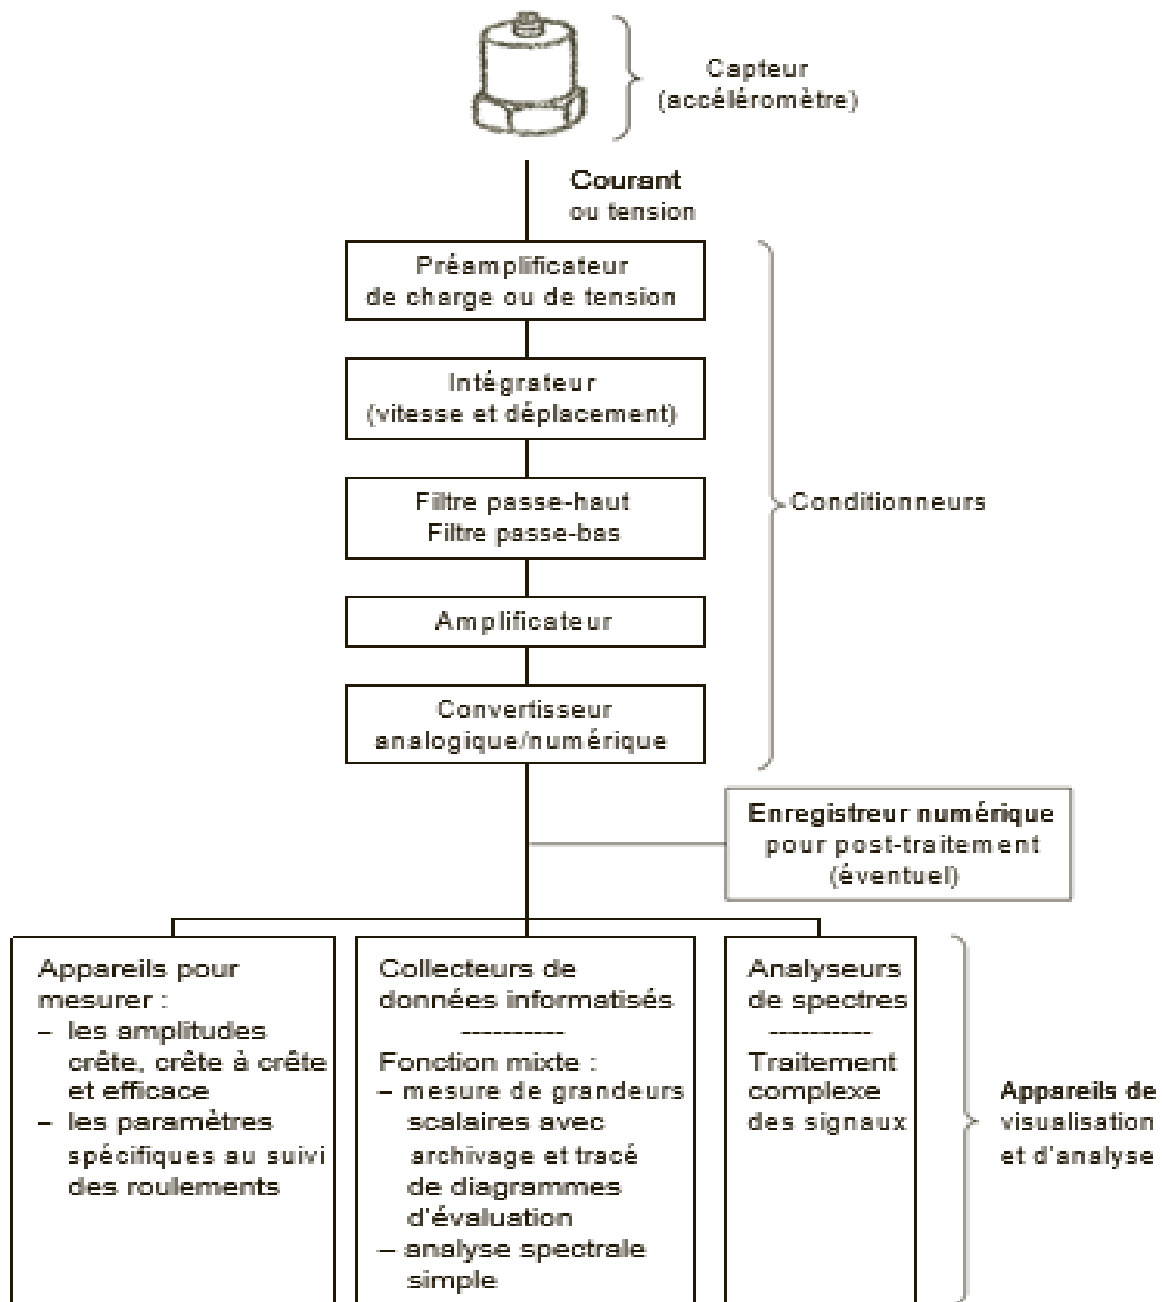 Capteur
(accéléromètre)
Courant
ou tension
Préamplificateur
de charge ou de tension
Intégrateur
(vitesse et déplacement)
Filtre passe-haut
Filtre passe-bas
Conditionneurs
Amplificateur
Convertisseur
analogique/numérique
Enregistreur numérique
pour post-traitement
(éventuel)
Appareils pour
mesurer :
– les amplitudes
crête, crête à crête
et efficace
– les paramètres
spécifiques au suivi
des roulements
Collecteurs de
données informatisés
----------
Fonction mixte :
– mesure de grandeurs
scalaires avec
archivage et tracé
de diagrammes
d'évaluation
– analyse spectrale
simple
Analyseurs
de spectres
----------
Traitement
complexe
des signaux
Appareils de
visualisation
et d'analyse